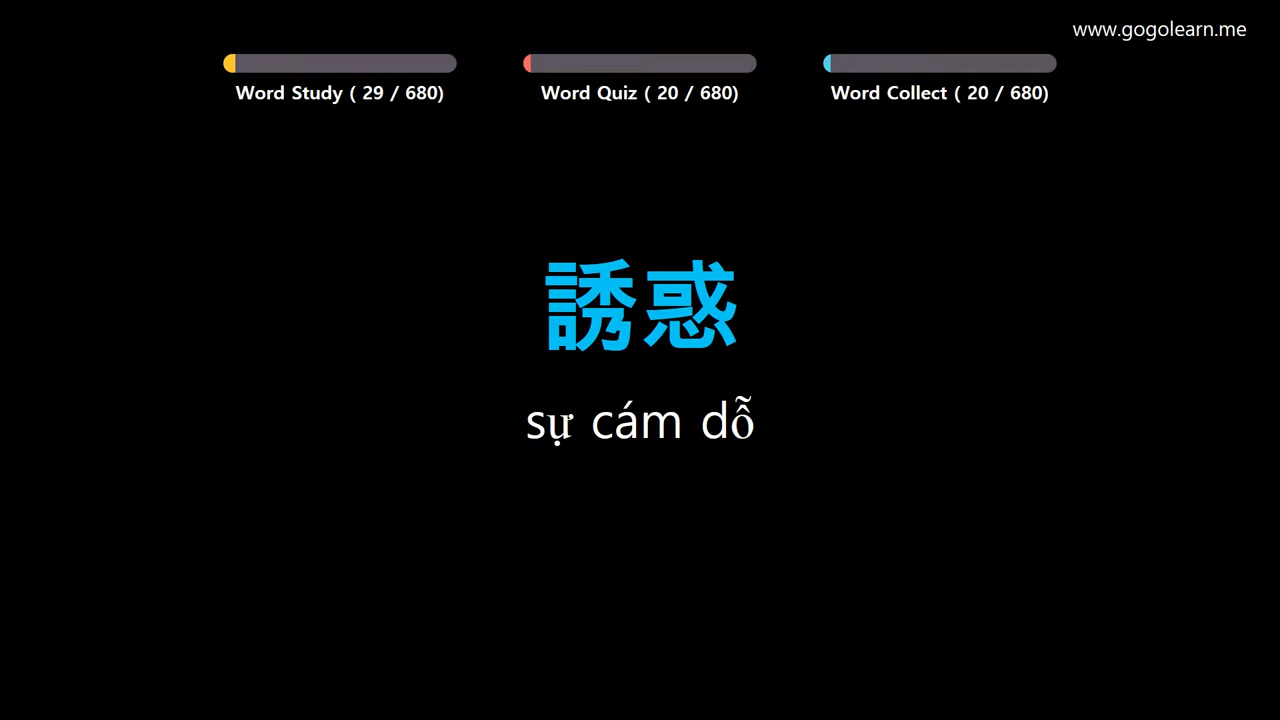 www.gogolearn.me
Word Study ( 29 / 680)
Word Quiz ( 20 / 680)
Word Collect ( 20 / 680)
誘惑
sự cám dỗ